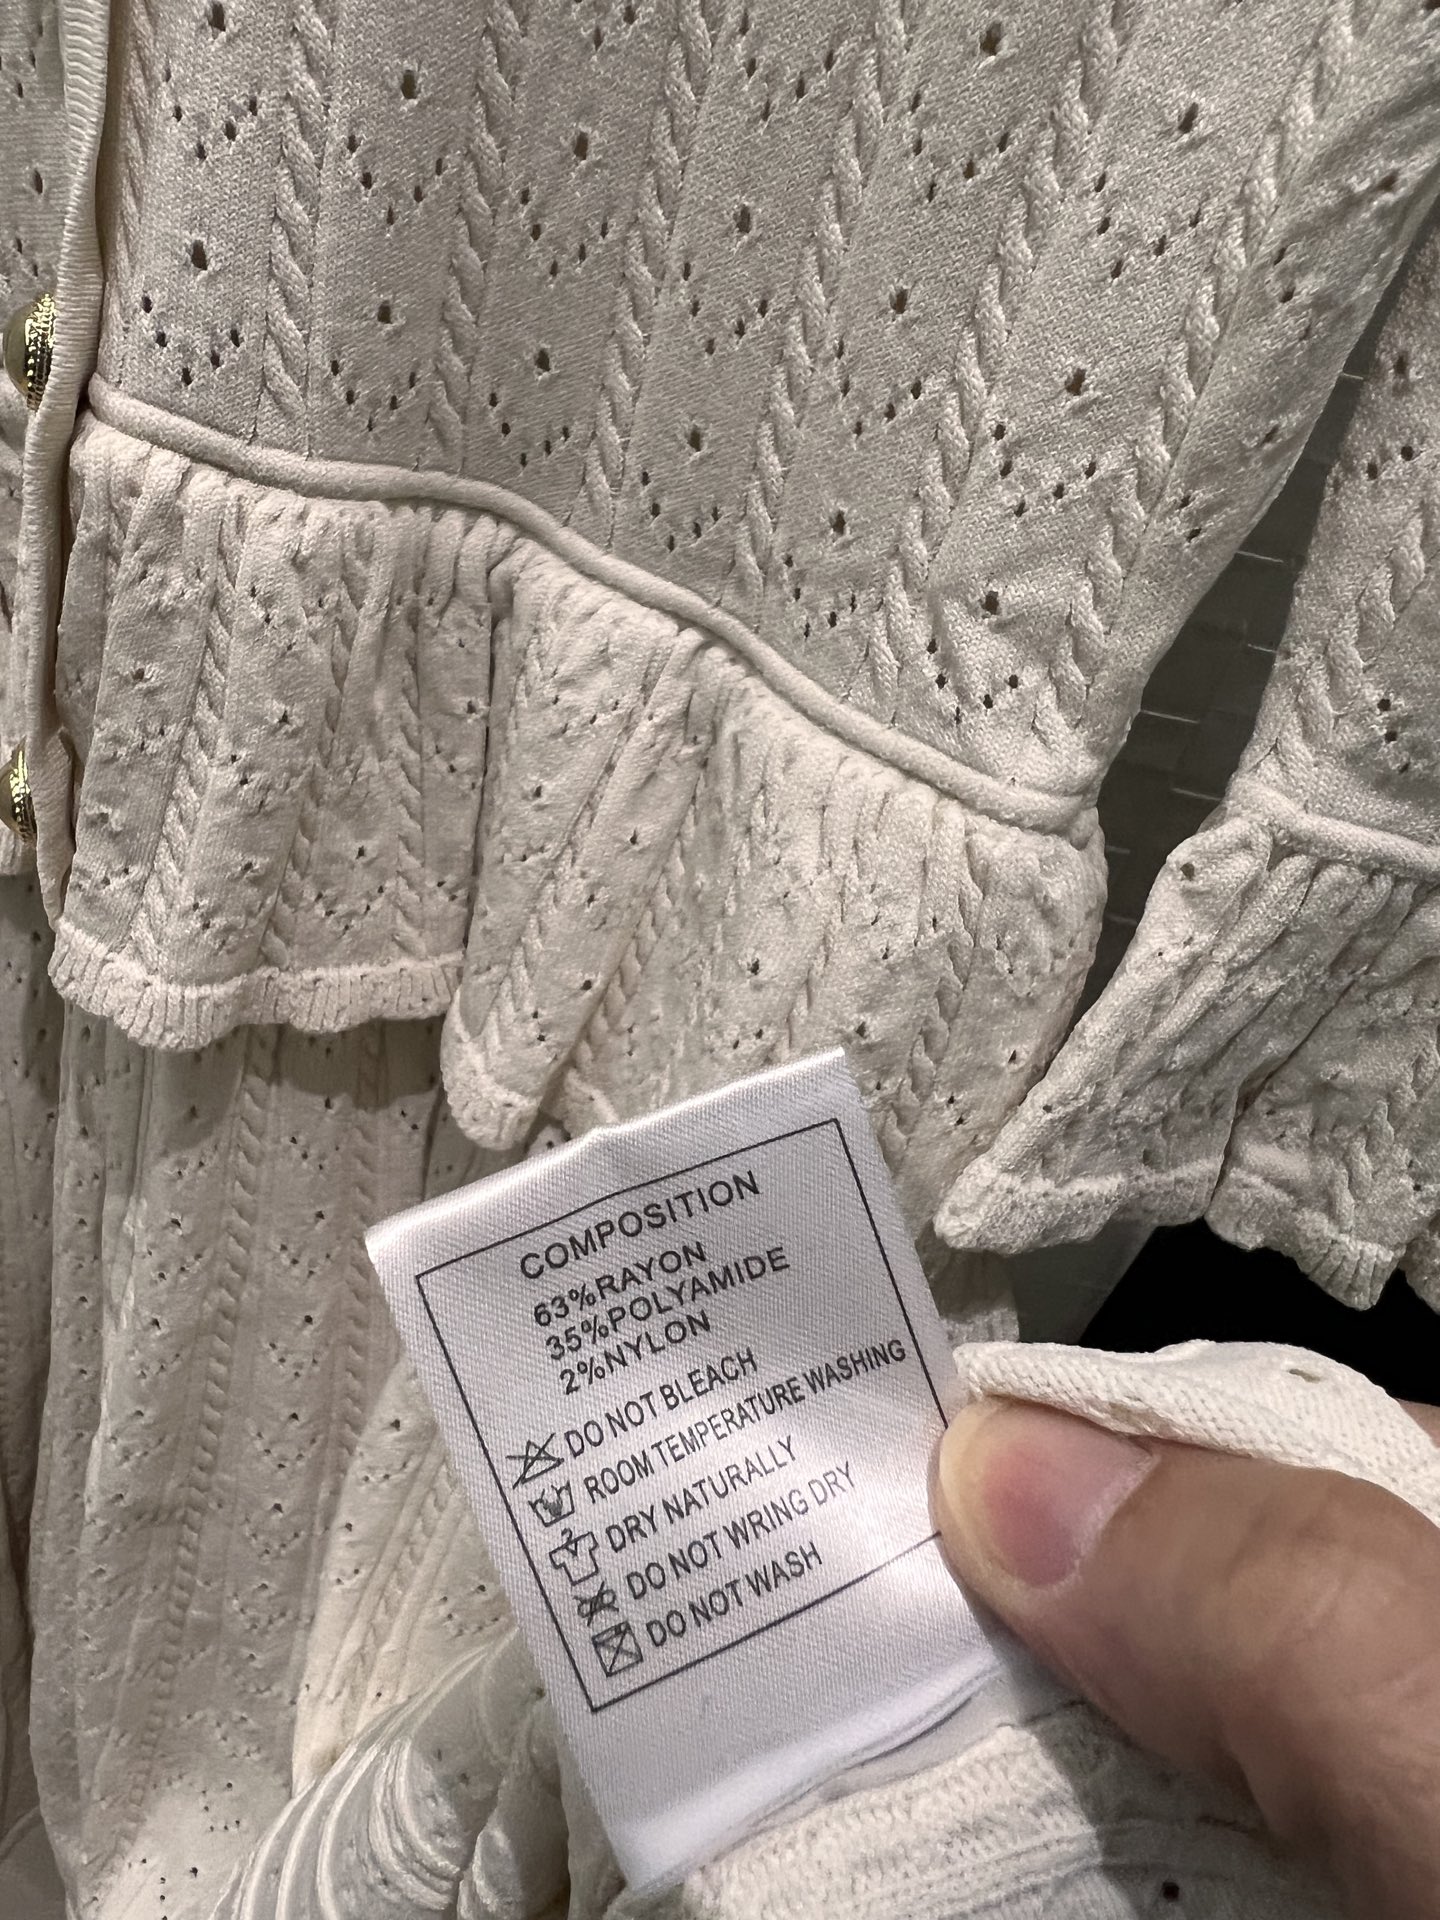 COMPOSITION
63%RAYON
35%POLYAMIDE
2%NYLON
DO NOT BLEACH
ROOM TEMPERATURE WASHING
DRY NATURALLY
DO NOT WRING DRY
DO NOT WASH